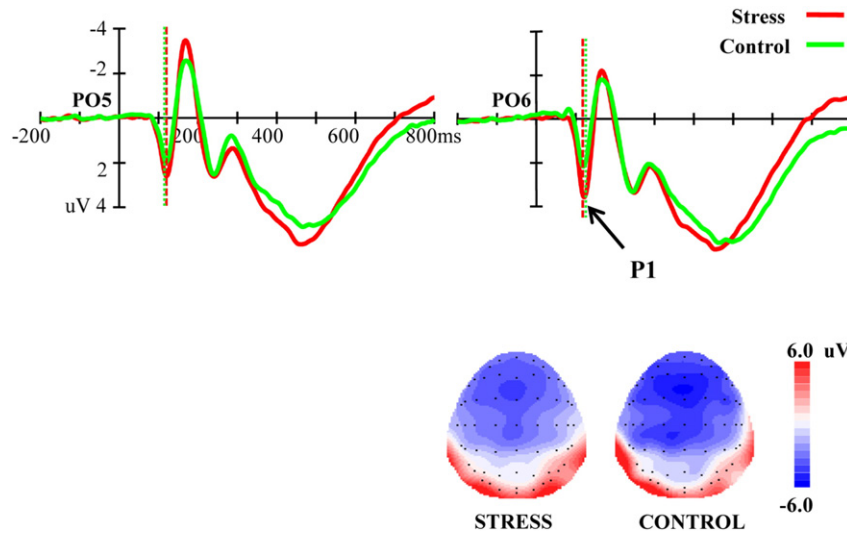 Stress
Control
-4
-2
PO5
-200
200
400
600
800ms
2
uV 4
PO6
P1
6.0 uV
-6.0
STRESS
CONTROL